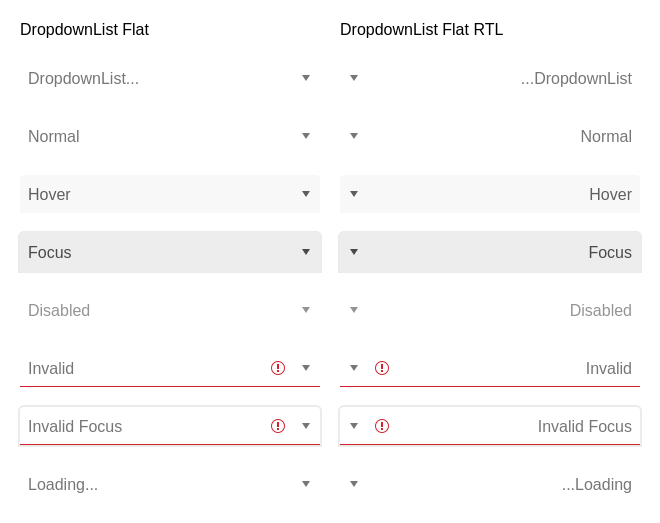 DropdownList Flat
DropdownList...
Normal
Hover
Focus
Disabled
Invalid
Invalid Focus
Loading...
DropdownList Flat RTL
...DropdownList
Normal
Hover
Focus
Disabled
Invalid
Invalid Focus
...Loading